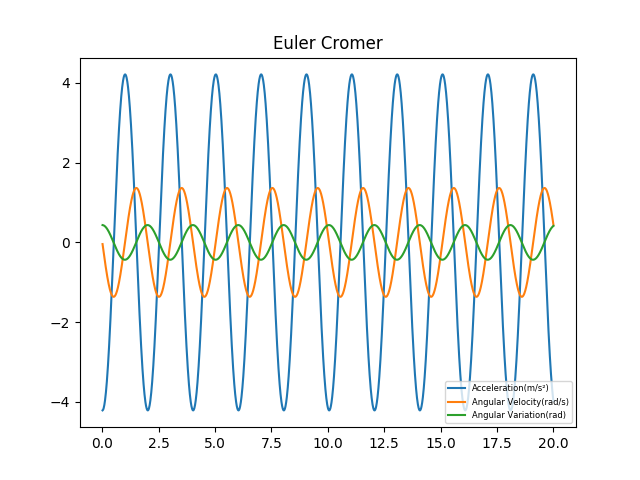 Euler Cromer
4
2
0
−2
−4
Acceleration(m/s²)
Angular Velocity(rad/s)
Angular Variation(rad)
0.0 2.5 5.0 7.5 10.0 12.5 15.0 17.5 20.0